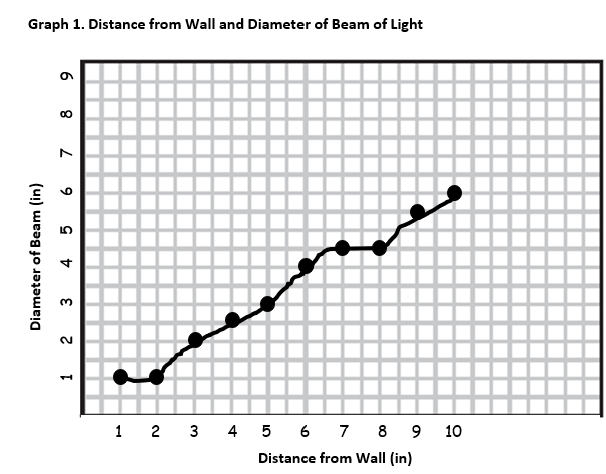 Graph 1. Distance from Wall and Diameter of Beam of Light
Diameter of Beam (in)
9
8
7
6
5
4
3
2
1
1 2 3 4 5 6 7 8 9 10
Distance from Wall (in)